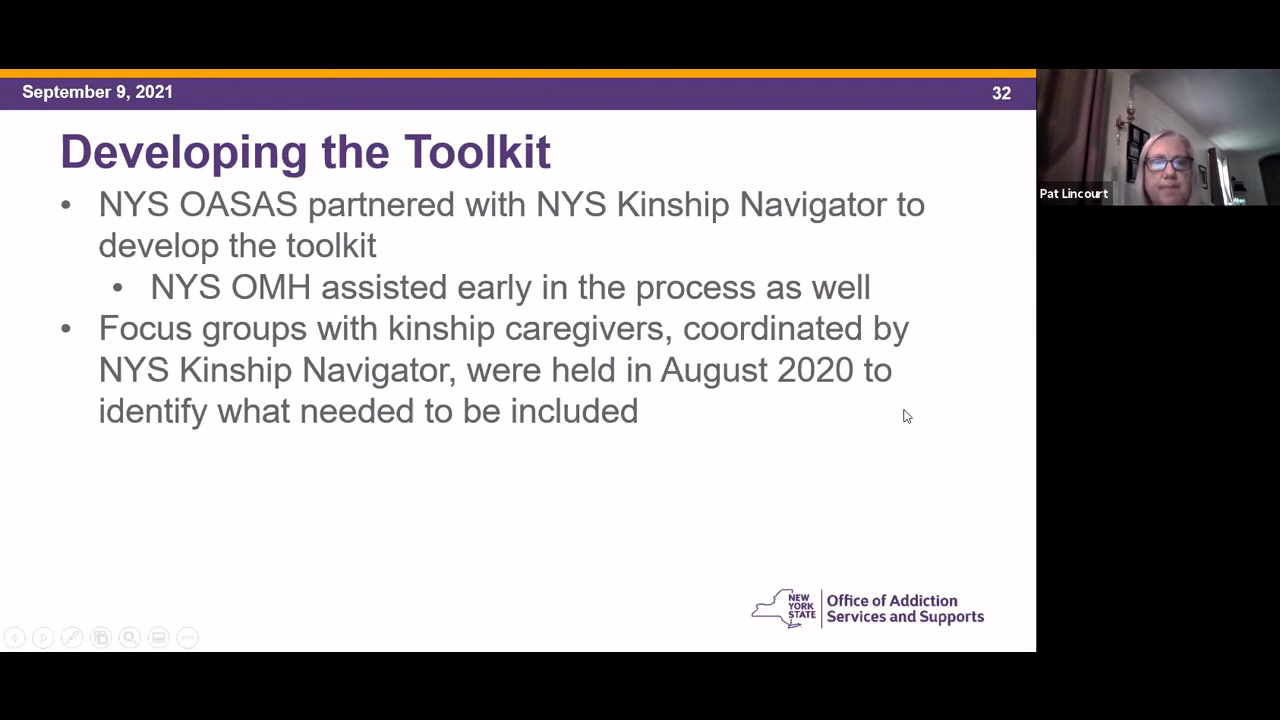 September 9, 2021
32
Developing the Toolkit
• NYS OASAS partnered with NYS Kinship Navigator to
develop the toolkit
• NYS OMH assisted early in the process as well
• Focus groups with kinship caregivers, coordinated by
NYS Kinship Navigator, were held in August 2020 to
identify what needed to be included
NEW
YORK
STATE
Office of Addiction
Services and Supports
Pat Lincourt